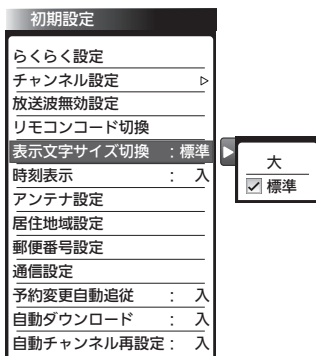 初期設定
らくらく設定
チャンネル設定 ▷
放送波無効設定
リモコンコード切換
表示文字サイズ切換 : 標準
大
標準
時刻表示 : 入
アンテナ設定
居住地域設定
郵便番号設定
通信設定
予約変更自動追従 : 入
自動ダウンロード : 入
自動チャンネル再設定 : 入